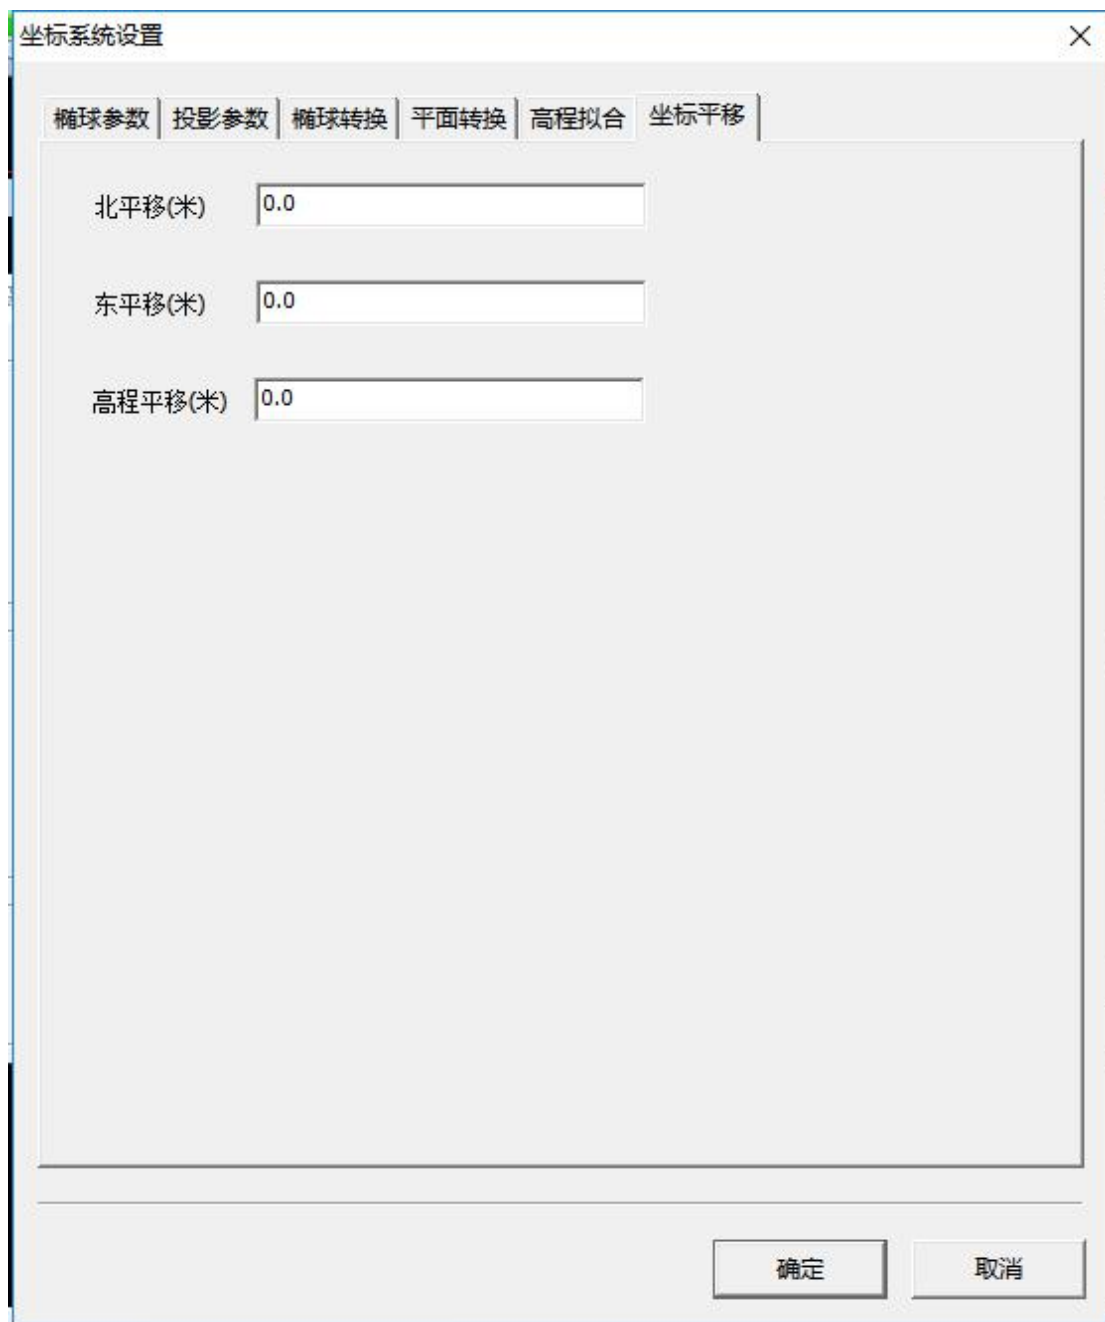 坐标系统设置
椭球参数 投影参数 椭球转换 平面转换 高程拟合 坐标平移
北平移(米) 0.0
东平移(米) 0.0
高程平移(米) 0.0
确定 取消